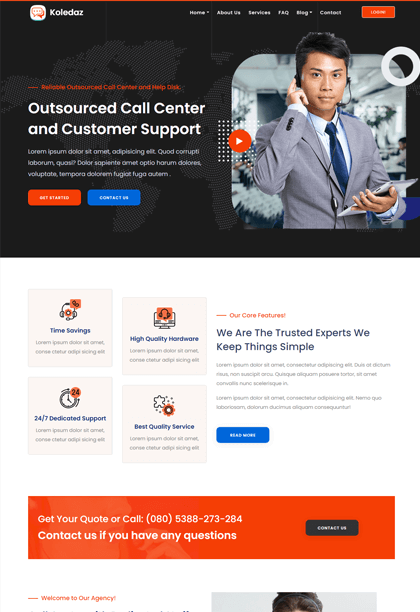 Koledaz
Home About Us Services FAQ Blog Contact
LOGIN!
Reliable Outsourced Call Center and Help Disk.
Outsourced Call Center
and Customer Support
Lorem ipsum dolor sit amet, adipisicing elit. Quod corrupti
laborum, quasi? Dolor sapiente amet optio harum dolores,
voluptate, tempora dolorem fugiat fuga autem .
GET STARTED
CONTACT US
Time Savings
Lorem ipsum dolor sit amet,
conse ctetur adipi sicing elit
High Quality Hardware
Lorem ipsum dolor sit amet,
conse ctetur adipi sicing elit
24
24/7 Dedicated Support
Lorem ipsum dolor sit amet,
conse ctetur adipi sicing elit
Best Quality Service
Lorem ipsum dolor sit amet,
conse ctetur adipi sicing elit
Our Core Features!
We Are The Trusted Experts We
Keep Things Simple
Lorem ipsum dolor sit amet, consectetur adipisicing elit. Duis at dictum
risus, non suscipit arcu. Quisque aliquam posuere tortor, sit amet
convallis nunc scelerisque in.
Lorem ipsum dolor sit amet, consectetur adipisicing elit. Nemo quo
laboriosam, dolorum ducimus aliquam consequuntur!
READ MORE
Get Your Quote or Call: (080) 5388-273-284
Contact us if you have any questions
CONTACT US
Welcome to Our Agency!